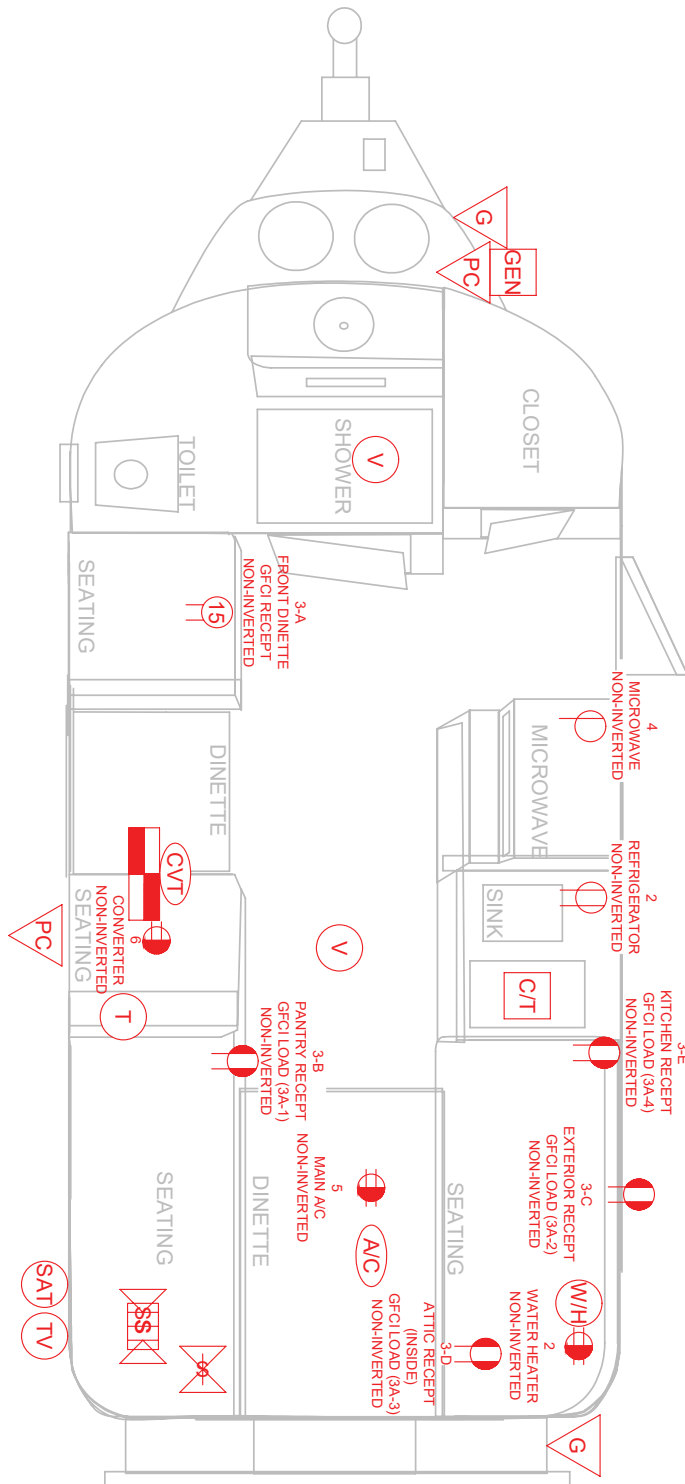 G
GEN
PC
CLOSET
SHOWER
V
TOILET
SEATING
15
3-A
FRONT DINETTE
GFCI RECEPT
NON-INVERTED
4
MICROWAVE
NON-INVERTED
MICROWAVE
DINETTE
CVT
6
CONVERTER
NON-INVERTED
SEATING
PC
T
V
2
REFRIGERATOR
NON-INVERTED
SINK
C/T
3-E
KITCHEN RECEPT
GFCI LOAD (3A-4)
NON-INVERTED
3-B
PANTRY RECEPT
GFCI LOAD (3A-1)
NON-INVERTED
3-C
EXTERIOR RECEPT
GFCI LOAD (3A-2)
NON-INVERTED
MAIN A/C
5
NON-INVERTED
A/C
SEATING
DINETTE
SEATING
W/H
2
WATER HEATER
NON-INVERTED
3-D
ATTIC RECEPT
(INSIDE)
GFCI LOAD (3A-3)
NON-INVERTED
SAT
TV
SS
S
G